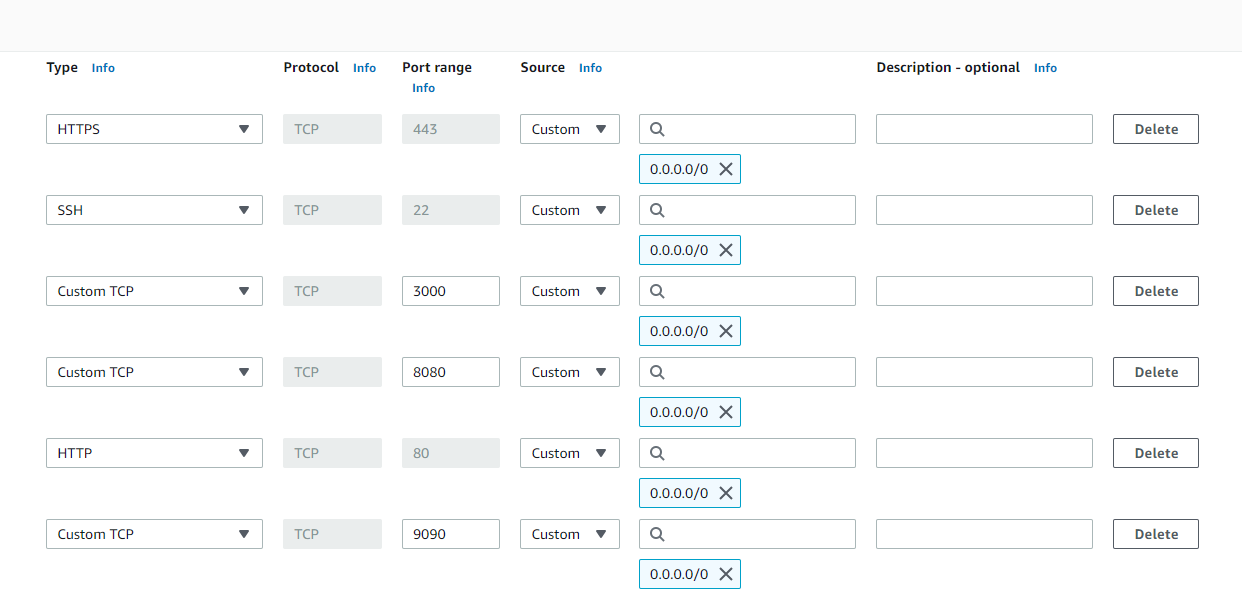 Type Info Protocol Info Port range Source Info Description - optional Info
Info
HTTPS TCP 443 Custom Delete
0.0.0.0/0
SSH TCP 22 Custom Delete
0.0.0.0/0
Custom TCP TCP 3000 Custom Delete
0.0.0.0/0
Custom TCP TCP 8080 Custom Delete
0.0.0.0/0
HTTP TCP 80 Custom Delete
0.0.0.0/0
Custom TCP TCP 9090 Custom Delete
0.0.0.0/0